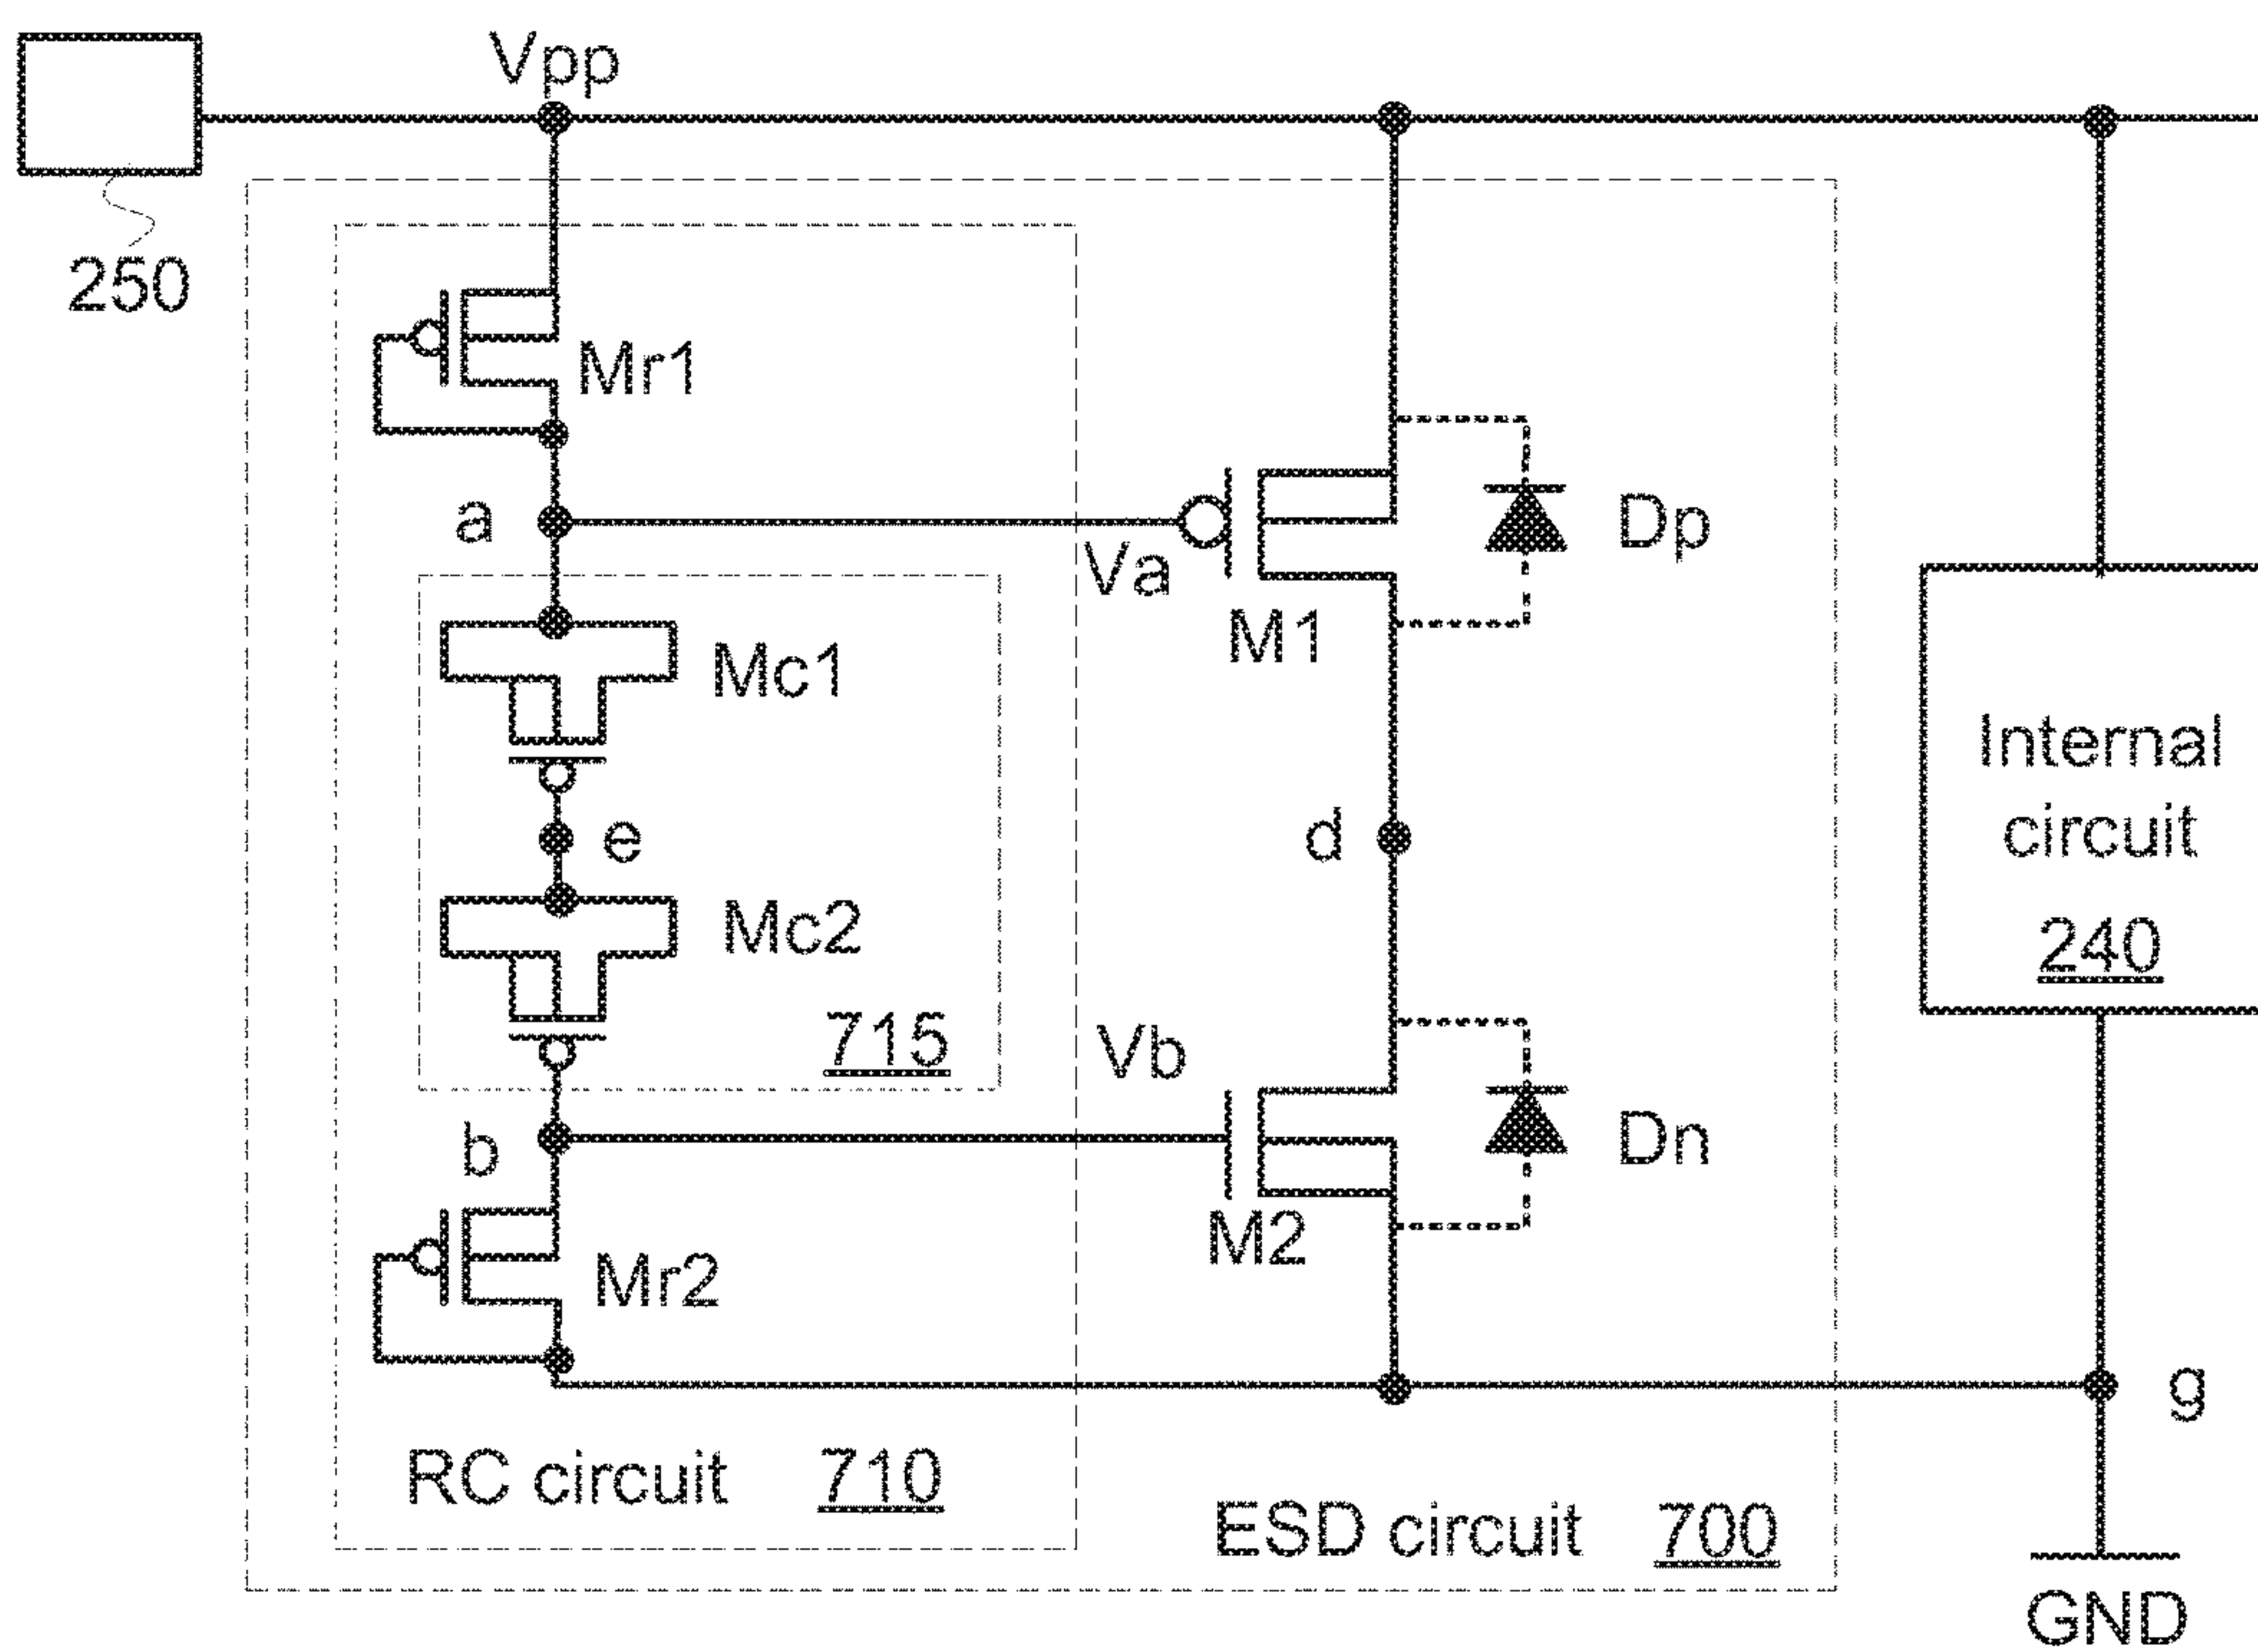 Vpp
250
Mr1
a
Va
Dp
M1
Mc1
Internal
circuit
240
e
d
Mc2
715
Vb
b
Dn
M2
Mr2
g
RC circuit 710
ESD circuit 700
GND